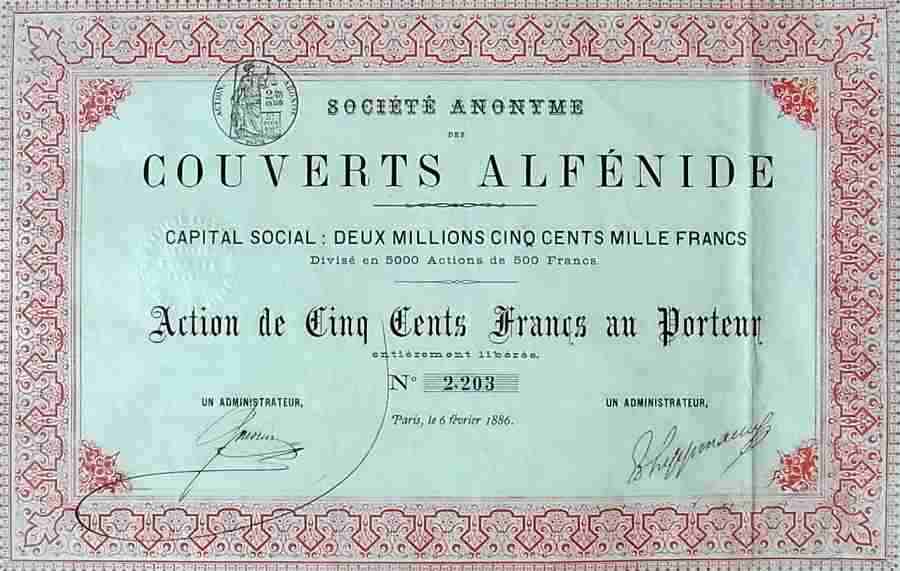 SOCIÉTÉ ANONYME
DES
COUVERTS ALFÉNIDE
CAPITAL SOCIAL : DEUX MILLIONS CINQ CENTS MILLE FRANCS
Divisé en 5000 Actions de 500 Francs.
Action de Cinq Cents Francs au Porteur
entièrement libérée.
N° 2.203
UN ADMINISTRATEUR,
UN ADMINISTRATEUR,
Paris, le 6 février 1886.